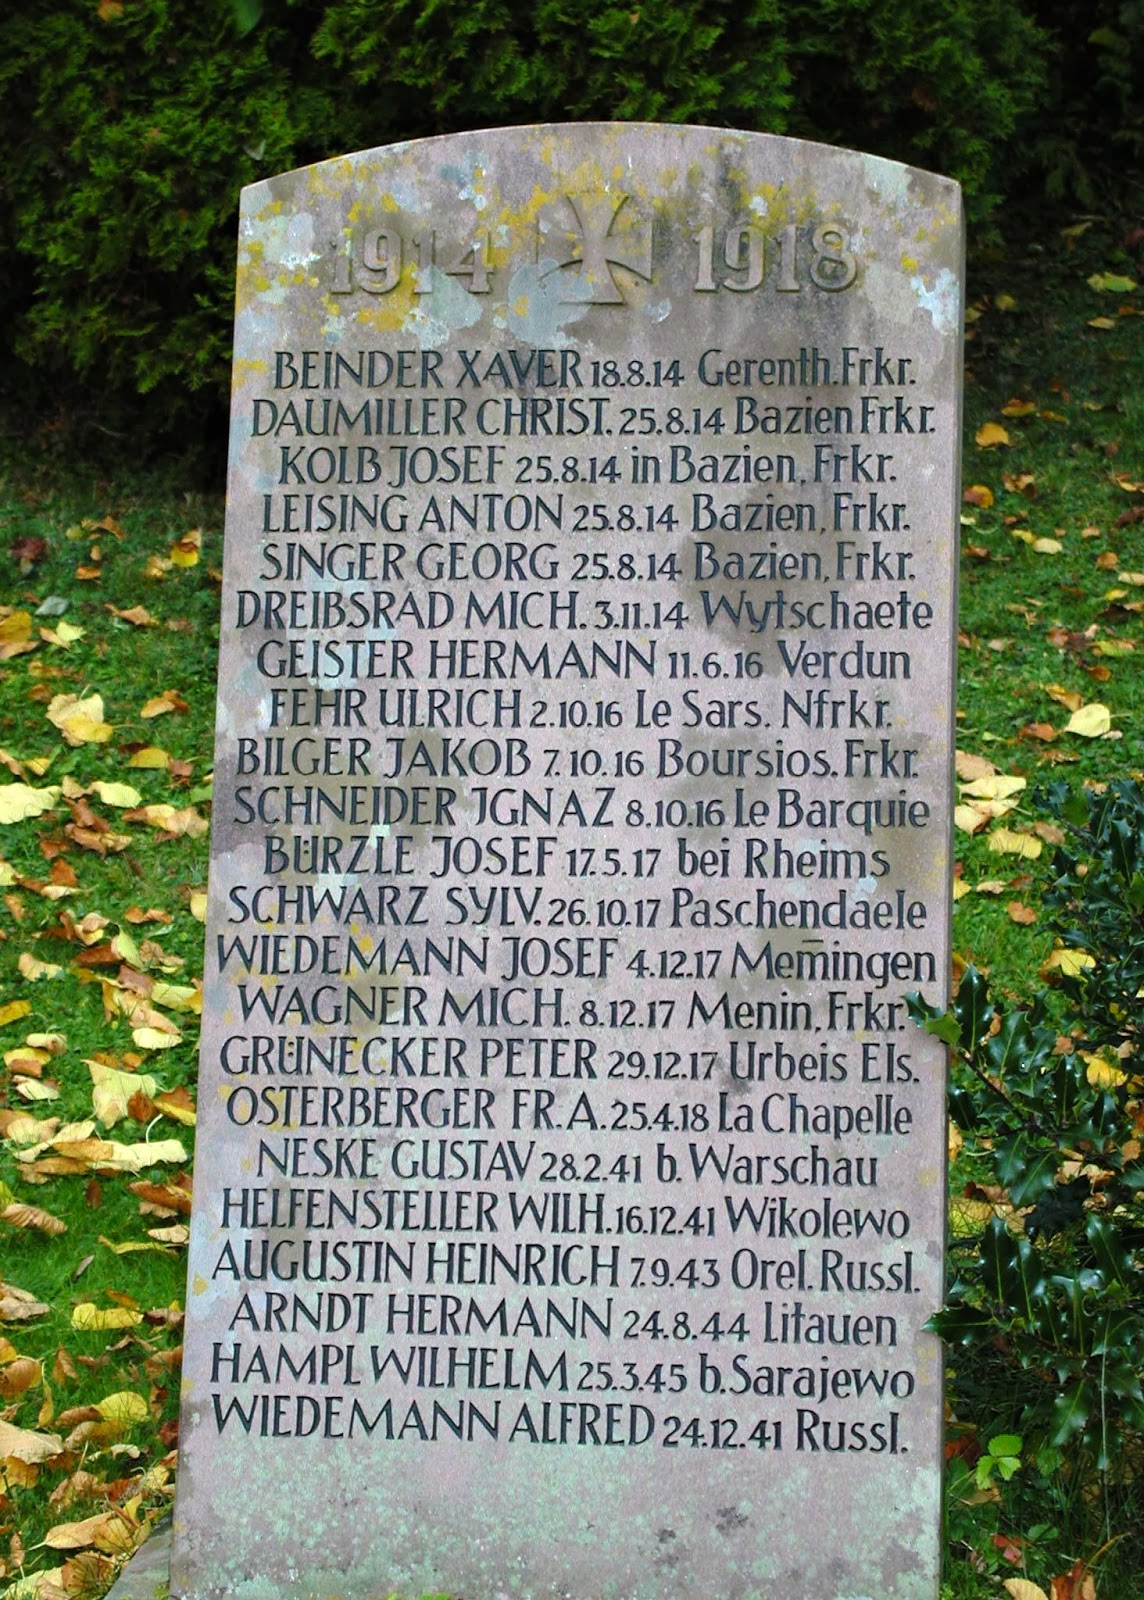 1914 1918
BEINDER XAVER 18.8.14 Gerenth.Frkr.
DAUMILLER CHRIST. 25.8.14 Bazien Frkr.
KOLB JOSEF 25.8.14 in Bazien, Frkr.
LEISING ANTON 25.8.14 Bazien, Frkr.
SINGER GEORG 25.8.14 Bazien, Frkr.
DREIBSRAD MICH. 3.11.14 Wytschaete
GEISTER HERMANN 11.6.16 Verdun
FEHR ULRICH 2.10.16 Le Sars. Nfrkr.
BILGER JAKOB 7.10.16 Boursios. Frkr.
SCHNEIDER JGNAZ 8.10.16 Le Barquie
BÜRZLE JOSEF 17.5.17 bei Rheims
SCHWARZ SYLV. 26.10.17 Paschendaele
WIEDEMANN JOSEF 4.12.17 Mem̅ingen
WAGNER MICH. 8.12.17 Menin, Frkr.
GRÜNECKER PETER 29.12.17 Urbeis Els.
OSTERBERGER FR.A. 25.4.18 La Chapelle
NESKE GUSTAV 28.2.41 b. Warschau
HELFENSTELLER WILH. 16.12.41 Wikolewo
AUGUSTIN HEINRICH 7.9.43 Orel. Russl.
ARNDT HERMANN 24.8.44 Litauen
HAMPL WILHELM 25.3.45 b. Sarajewo
WIEDEMANN ALFRED 24.12.41 Russl.